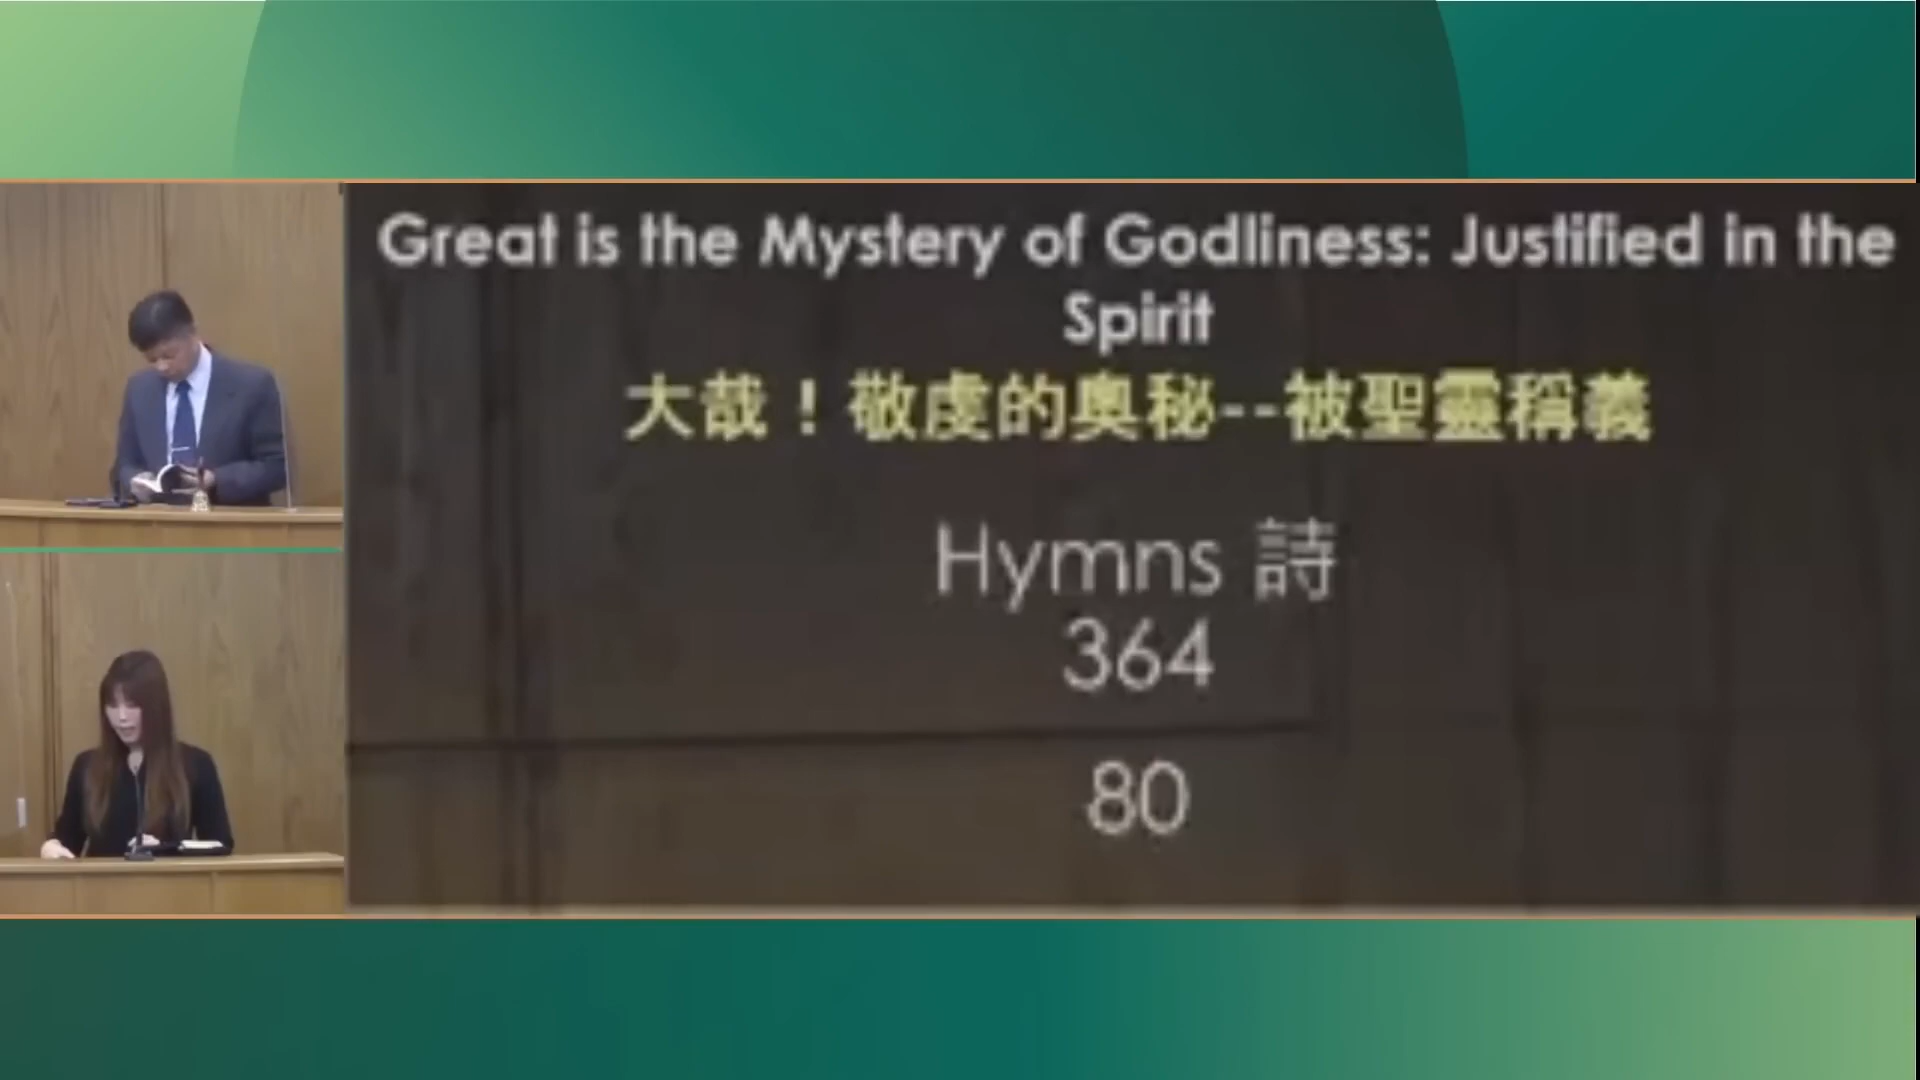 Great is the Mystery of Godliness: Justified in the
Spirit
大哉！敬虔的奧秘--被聖靈稱義
Hymns 詩
364
80